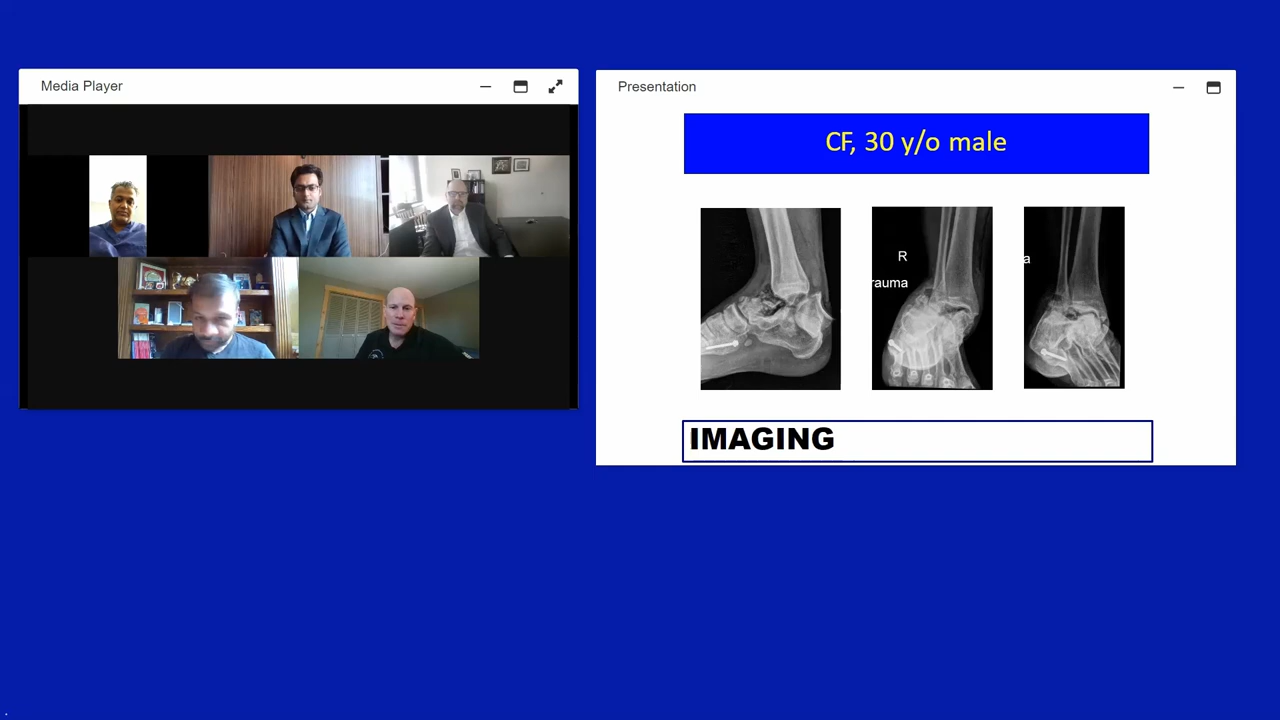 Media Player
Presentation
CF, 30 y/o male
R
rauma
a
IMAGING